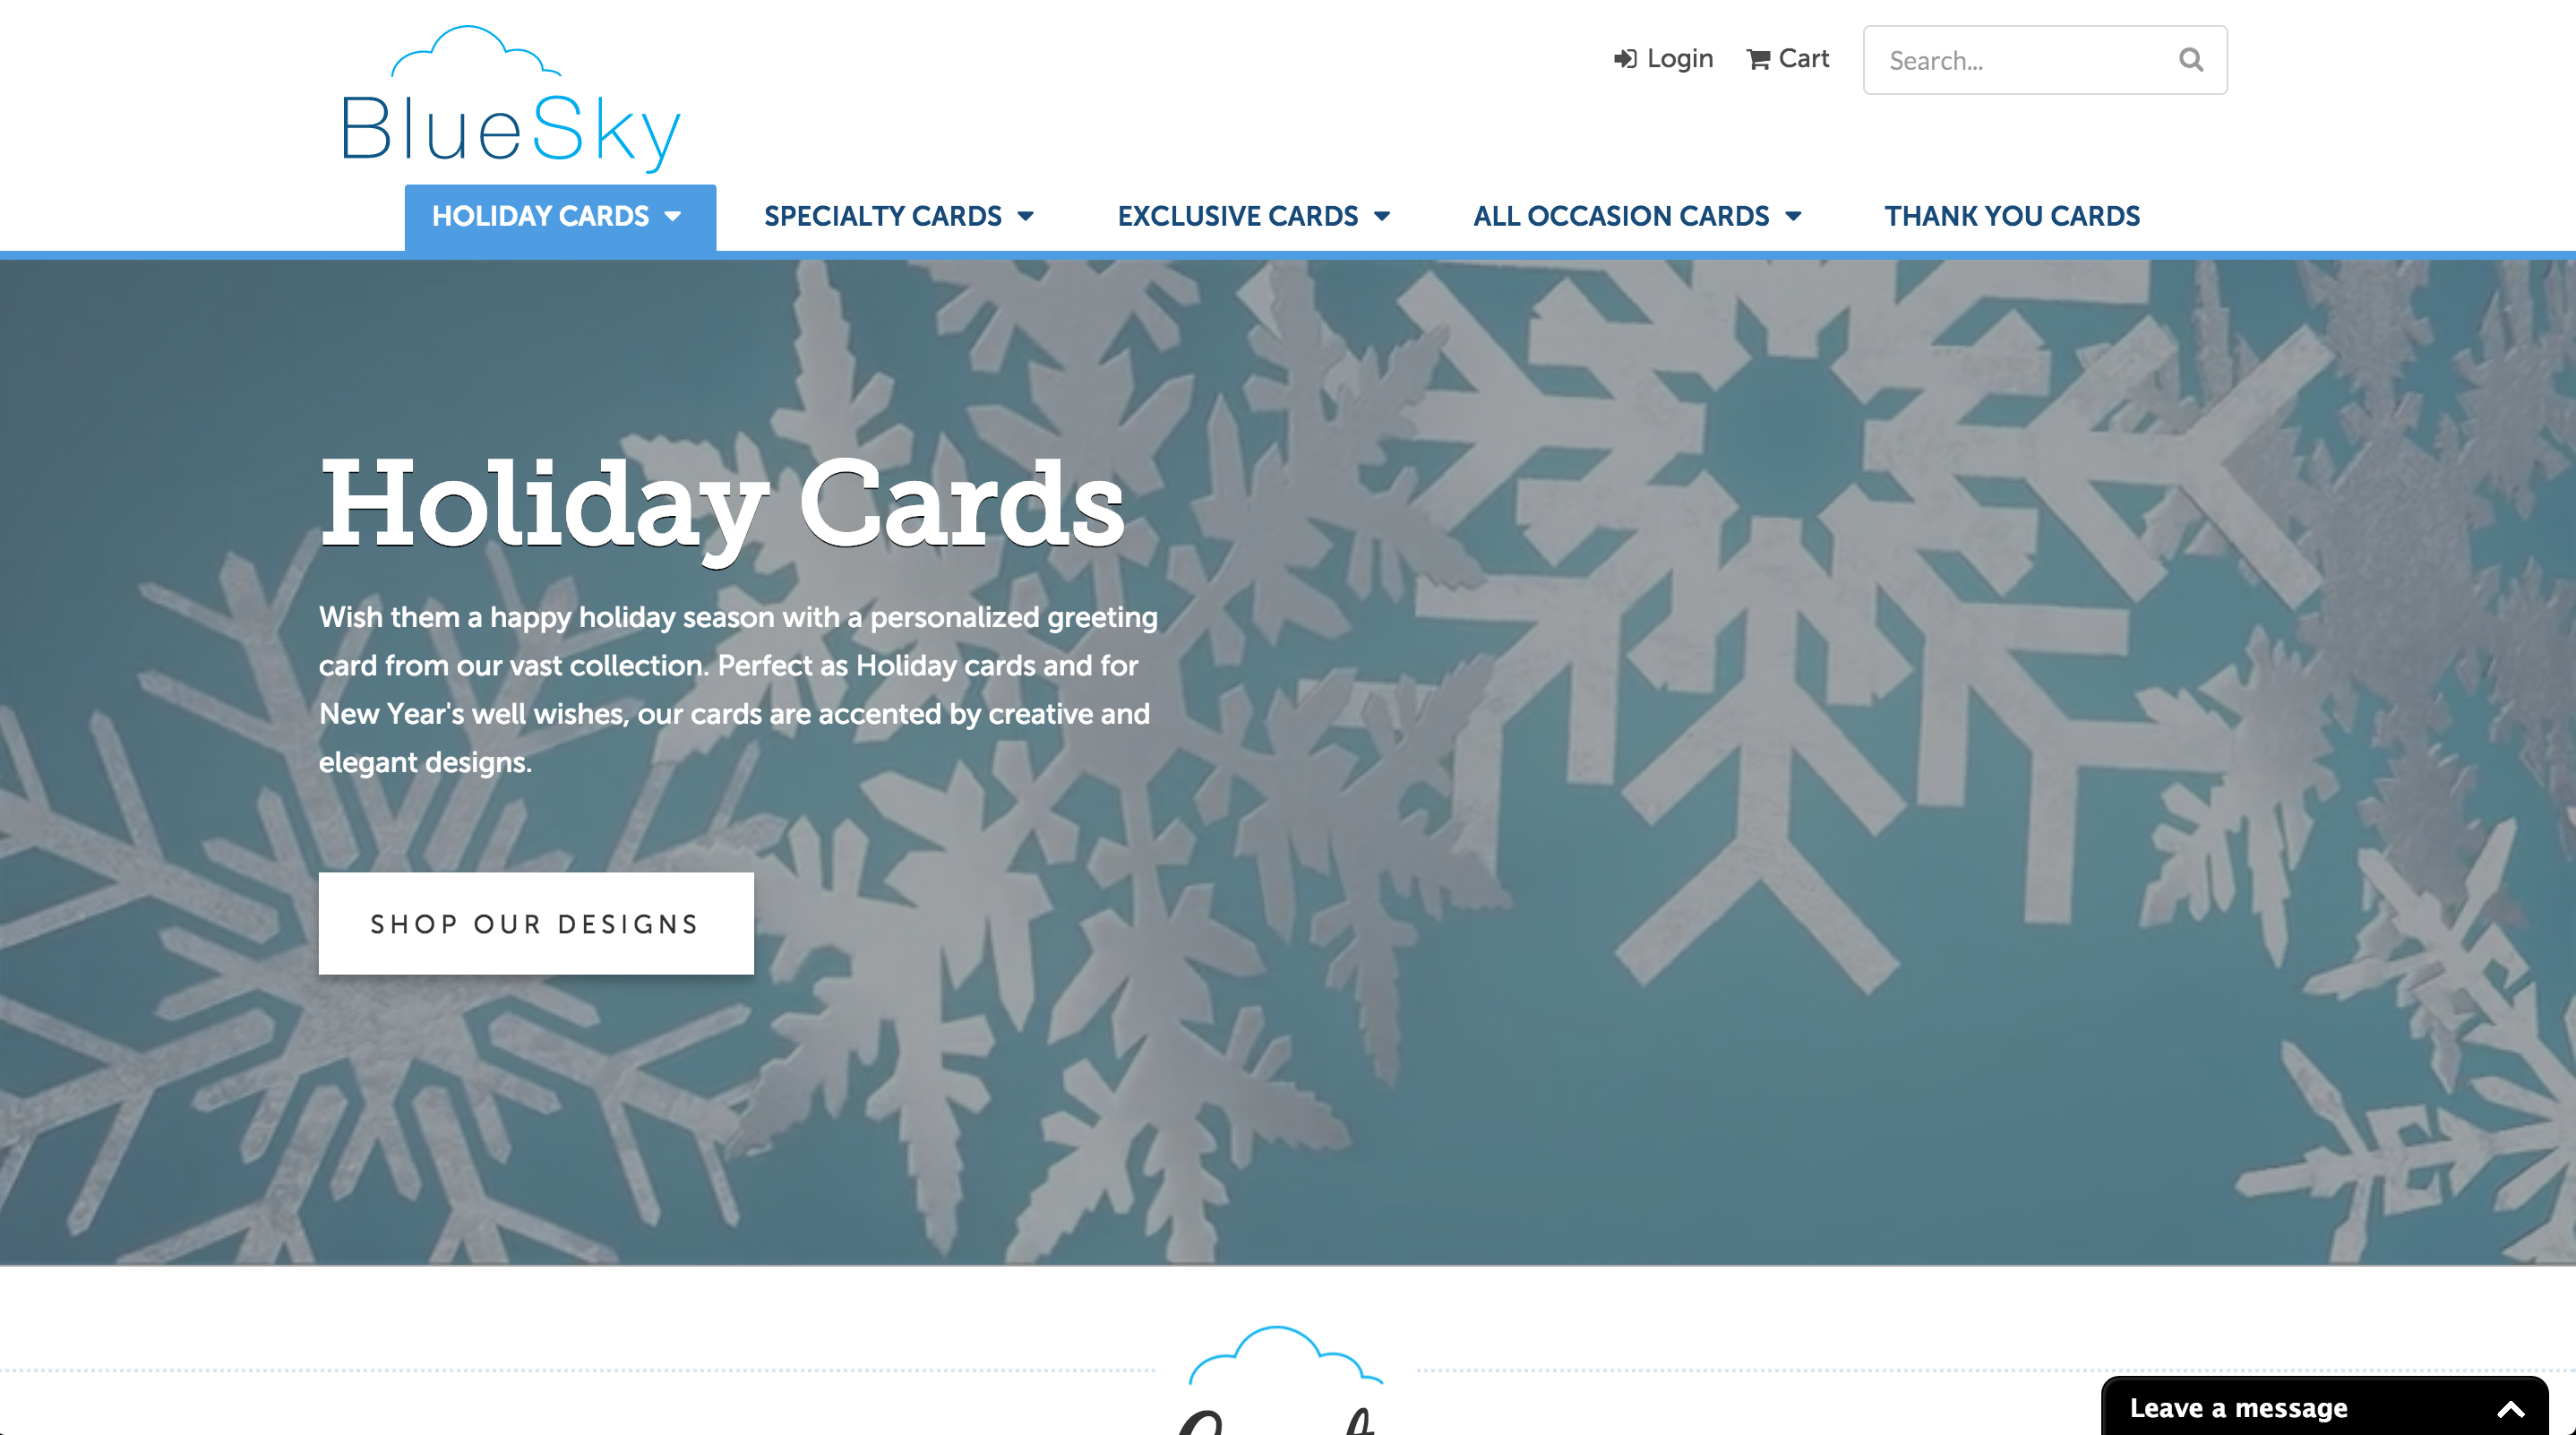 BlueSky
Login
Cart
Search...
HOLIDAY CARDS
SPECIALTY CARDS
EXCLUSIVE CARDS
ALL OCCASION CARDS
THANK YOU CARDS
Holiday Cards
Wish them a happy holiday season with a personalized greeting
card from our vast collection. Perfect as Holiday cards and for
New Year's well wishes, our cards are accented by creative and
elegant designs.
SHOP OUR DESIGNS
Leave a message